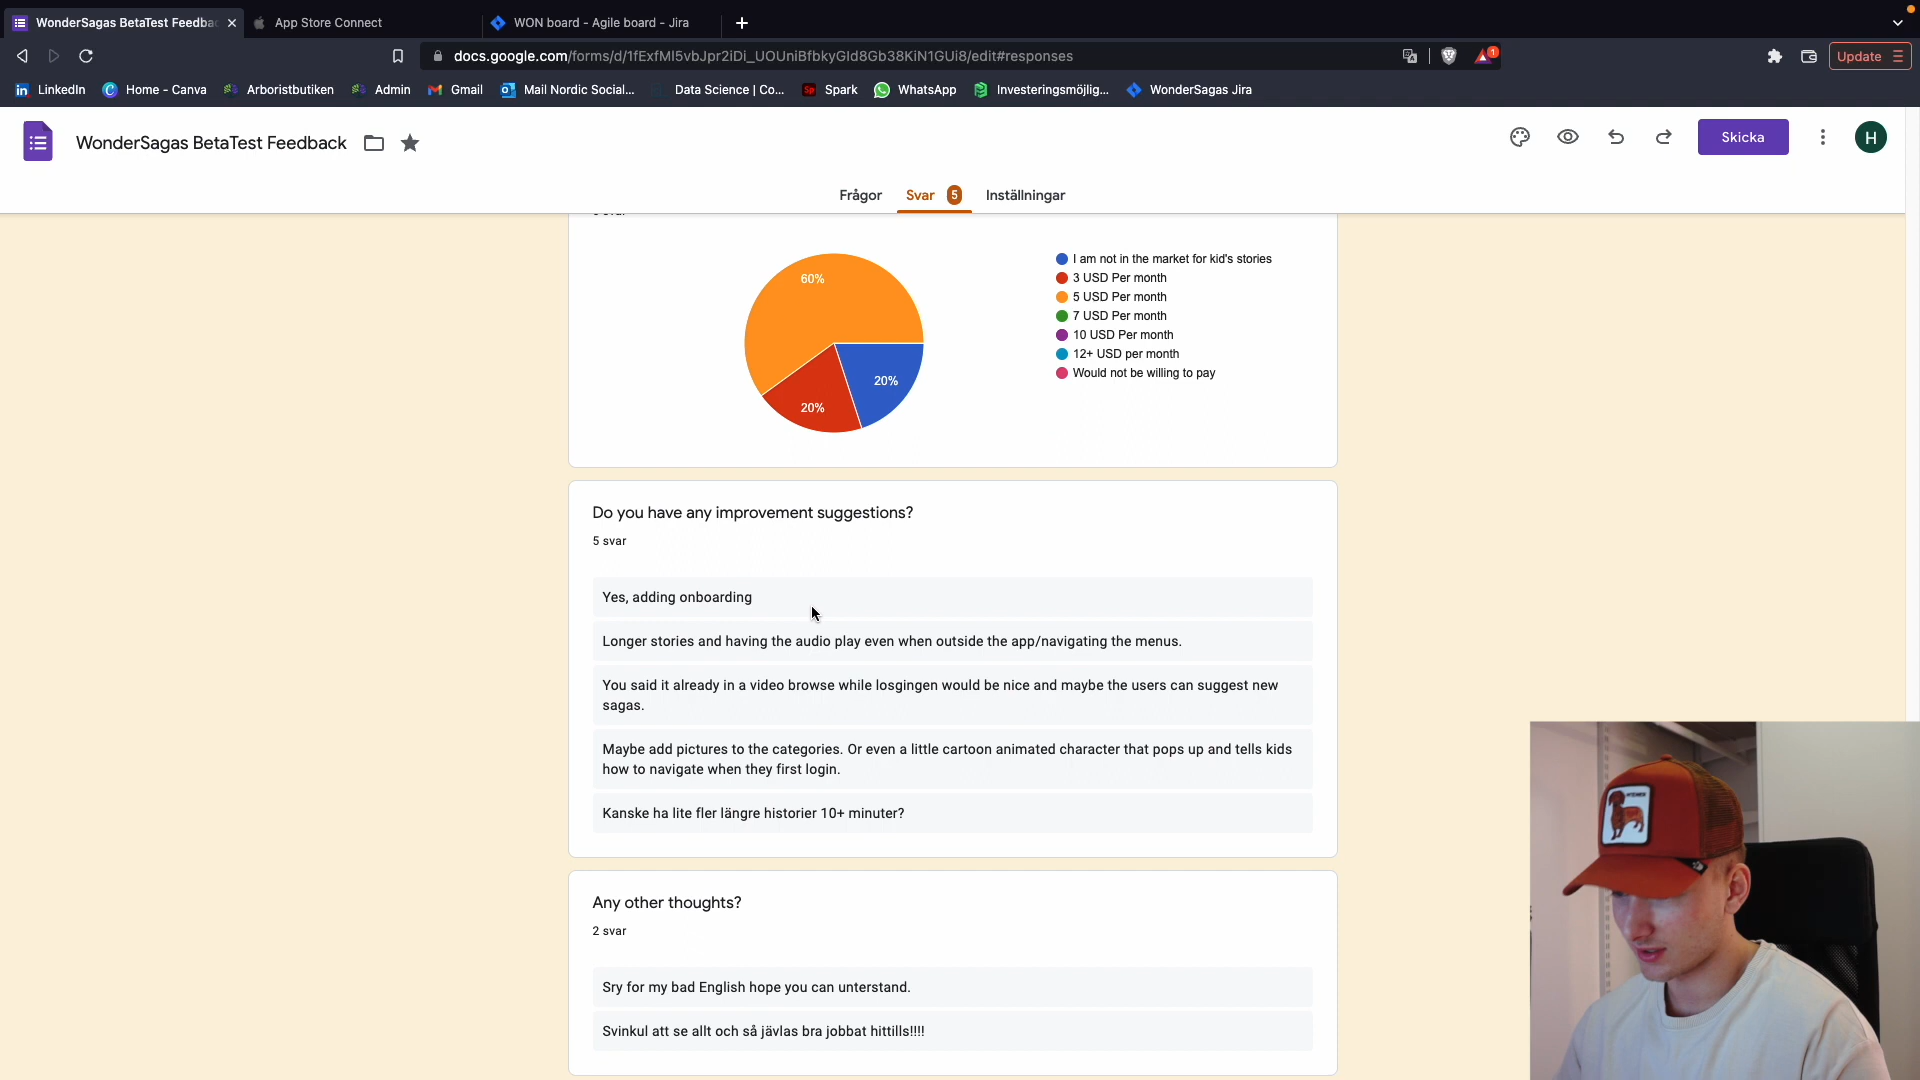 WonderSagas BetaTest Feedba
App Store Connect
WON board - Agile board - Jira
docs.google.com/forms/d/1fExfMl5vbJpr2iDi_UOUniBfbkyGId8Gb38KiN1GUi8/edit#responses
1
Update
LinkedIn
Home - Canva
Arboristbutiken
Admin
Gmail
Mail Nordic Social...
Data Science | Co...
Spark
WhatsApp
Investeringsmöjlig...
WonderSagas Jira
WonderSagas BetaTest Feedback
Skicka
H
Frågor
Svar 5
Inställningar
60%
20%
20%
I am not in the market for kid's stories
3 USD Per month
5 USD Per month
7 USD Per month
10 USD Per month
12+ USD per month
Would not be willing to pay
Do you have any improvement suggestions?
5 svar
Yes, adding onboarding
Longer stories and having the audio play even when outside the app/navigating the menus.
You said it already in a video browse while losgingen would be nice and maybe the users can suggest new
sagas.
Maybe add pictures to the categories. Or even a little cartoon animated character that pops up and tells kids
how to navigate when they first login.
Kanske ha lite fler längre historier 10+ minuter?
Any other thoughts?
2 svar
Sry for my bad English hope you can unterstand.
Svinkul att se allt och så jävlas bra jobbat hittills!!!!